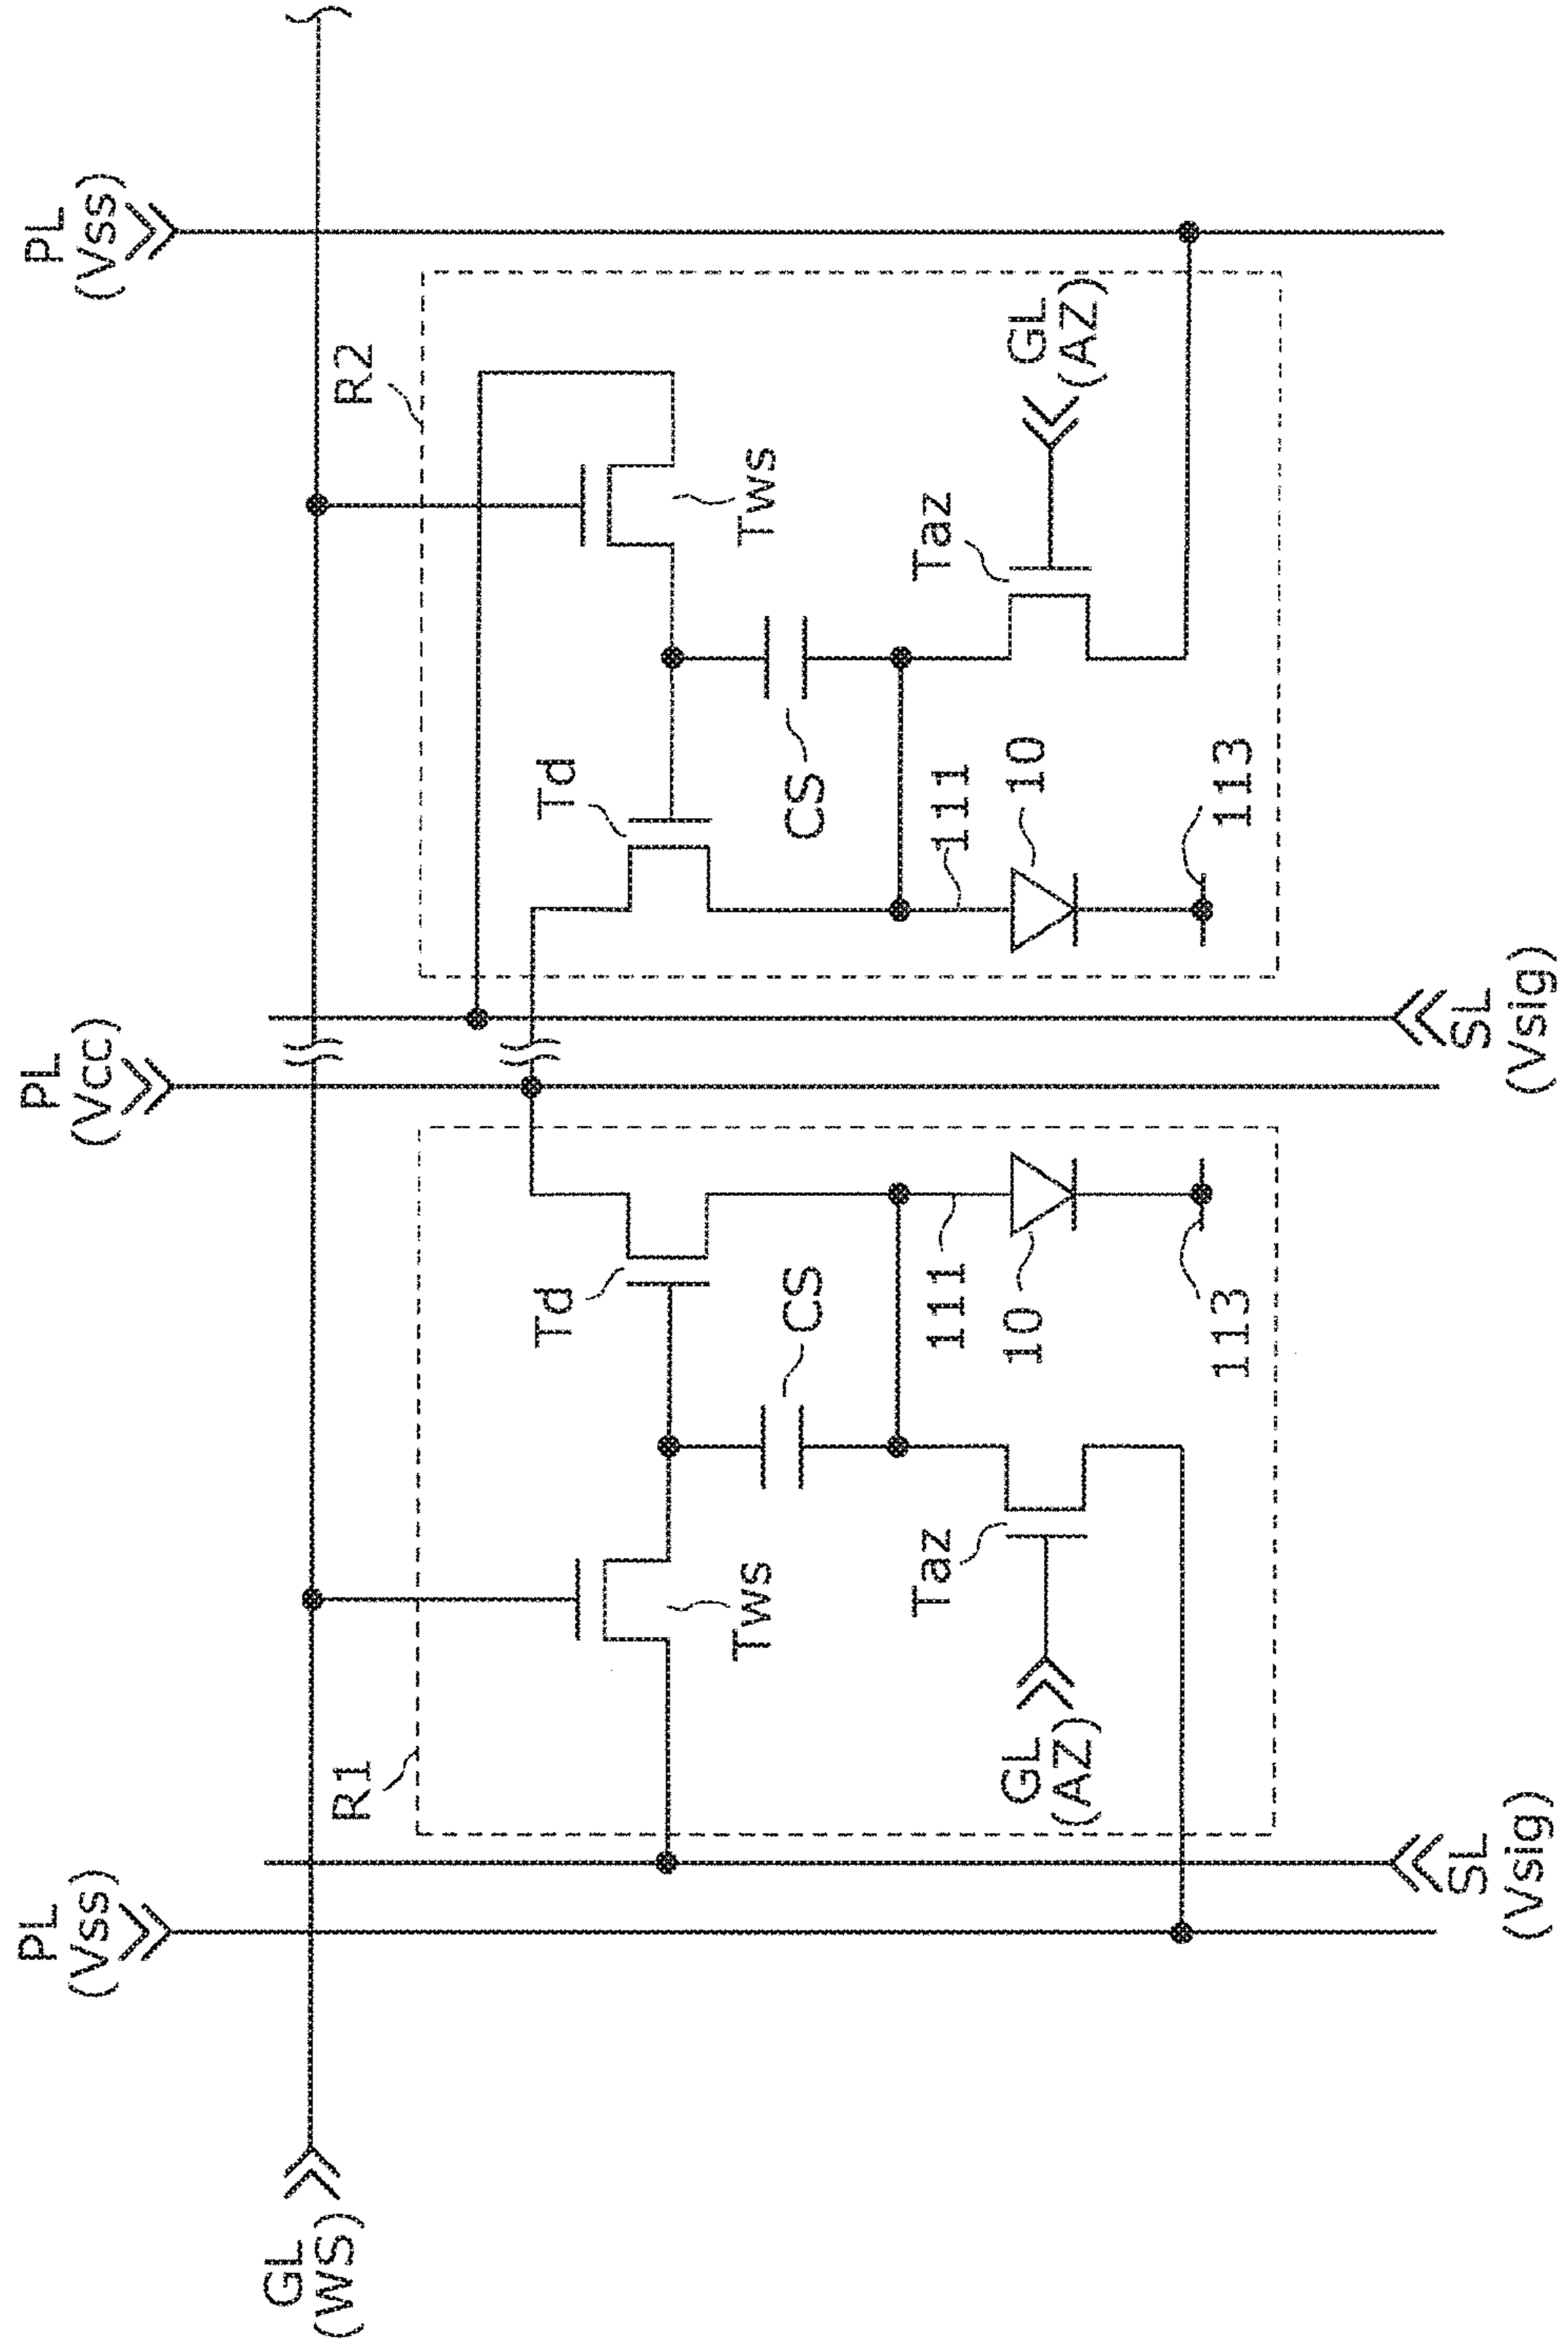 PL
(Vss)
PL
(Vcc)
PL
(Vss)
GL
(WS)
R1
R2
Td
Td
Tws
Tws
CS
CS
Taz
Taz
GL
(AZ)
GL
(AZ)
111
111
10
10
113
113
SL
(Vsig)
SL
(Vsig)